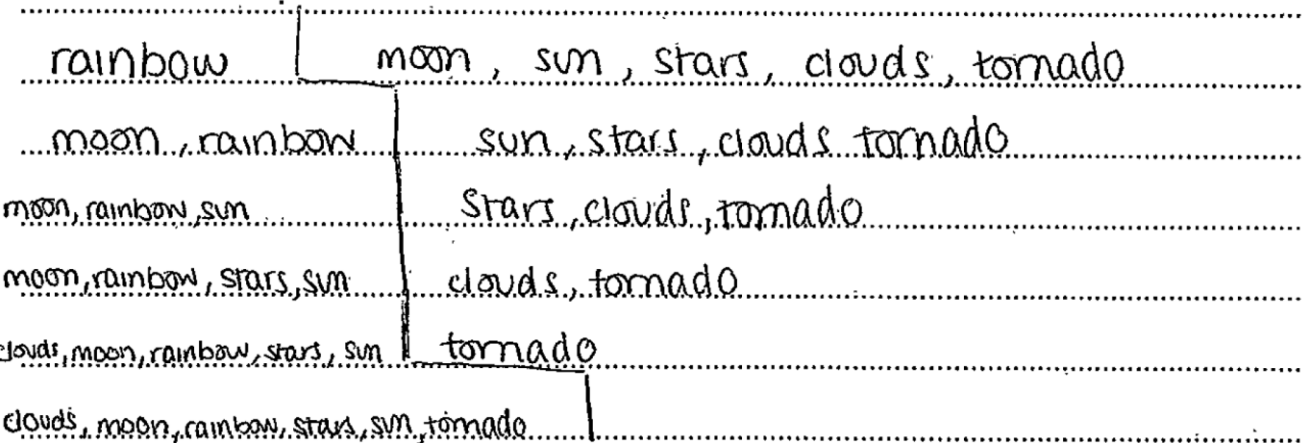 rainbow moon, sun, stars, clouds, tornado
moon, rainbow sun, stars, clouds tornado
moon, rainbow, sun Stars, clouds, tornado
moon, rainbow, stars, sun clouds, tornado
clouds, moon, rainbow, stars, sun tornado
clouds, moon, rainbow, stars, sun, tornado